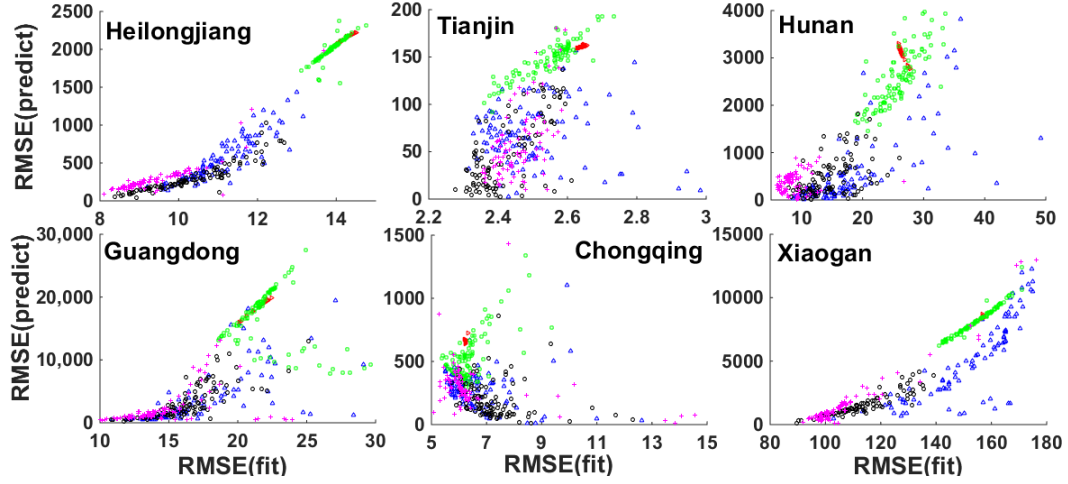 RMSE(predict)
Heilongjiang
2500
2000
1500
1000
500
0
8 10 12 14
Tianjin
200
150
100
50
0
2.2 2.4 2.6 2.8 3
Hunan
4000
3000
2000
1000
0
10 20 30 40 50
RMSE(predict)
Guangdong
30,000
20,000
10,000
0
10 15 20 25 30
RMSE(fit)
Chongqing
1500
1000
500
0
5 7 9 11 13 15
RMSE(fit)
Xiaogan
15000
10000
5000
0
80 100 120 140 160 180
RMSE(fit)